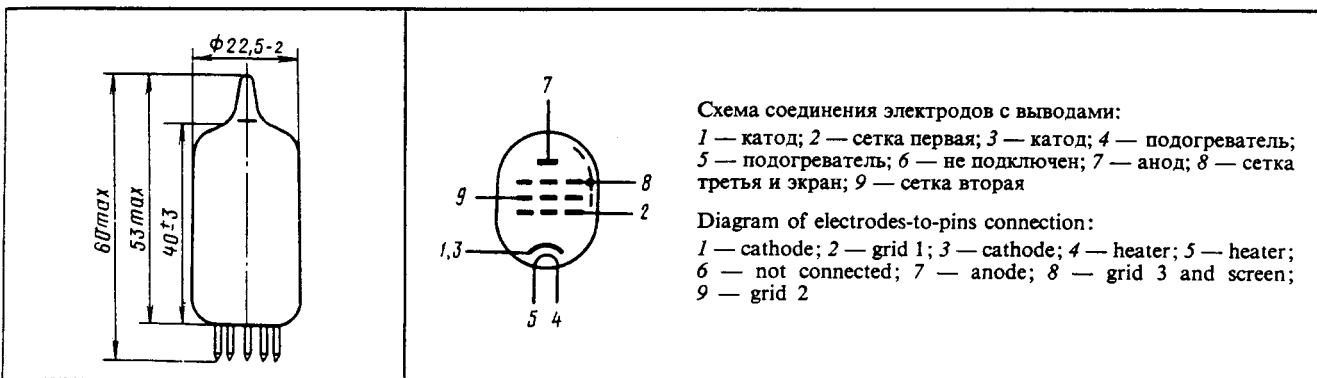 ф22,5-2
60max
53max
40±3
7
9
8
2
1,3
5 4
Схема соединения электродов с выводами:
1 — катод; 2 — сетка первая; 3 — катод; 4 — подогреватель;
5 — подогреватель; 6 — не подключен; 7 — анод; 8 — сетка
третья и экран; 9 — сетка вторая
Diagram of electrodes-to-pins connection:
1 — cathode; 2 — grid 1; 3 — cathode; 4 — heater; 5 — heater;
6 — not connected; 7 — anode; 8 — grid 3 and screen;
9 — grid 2